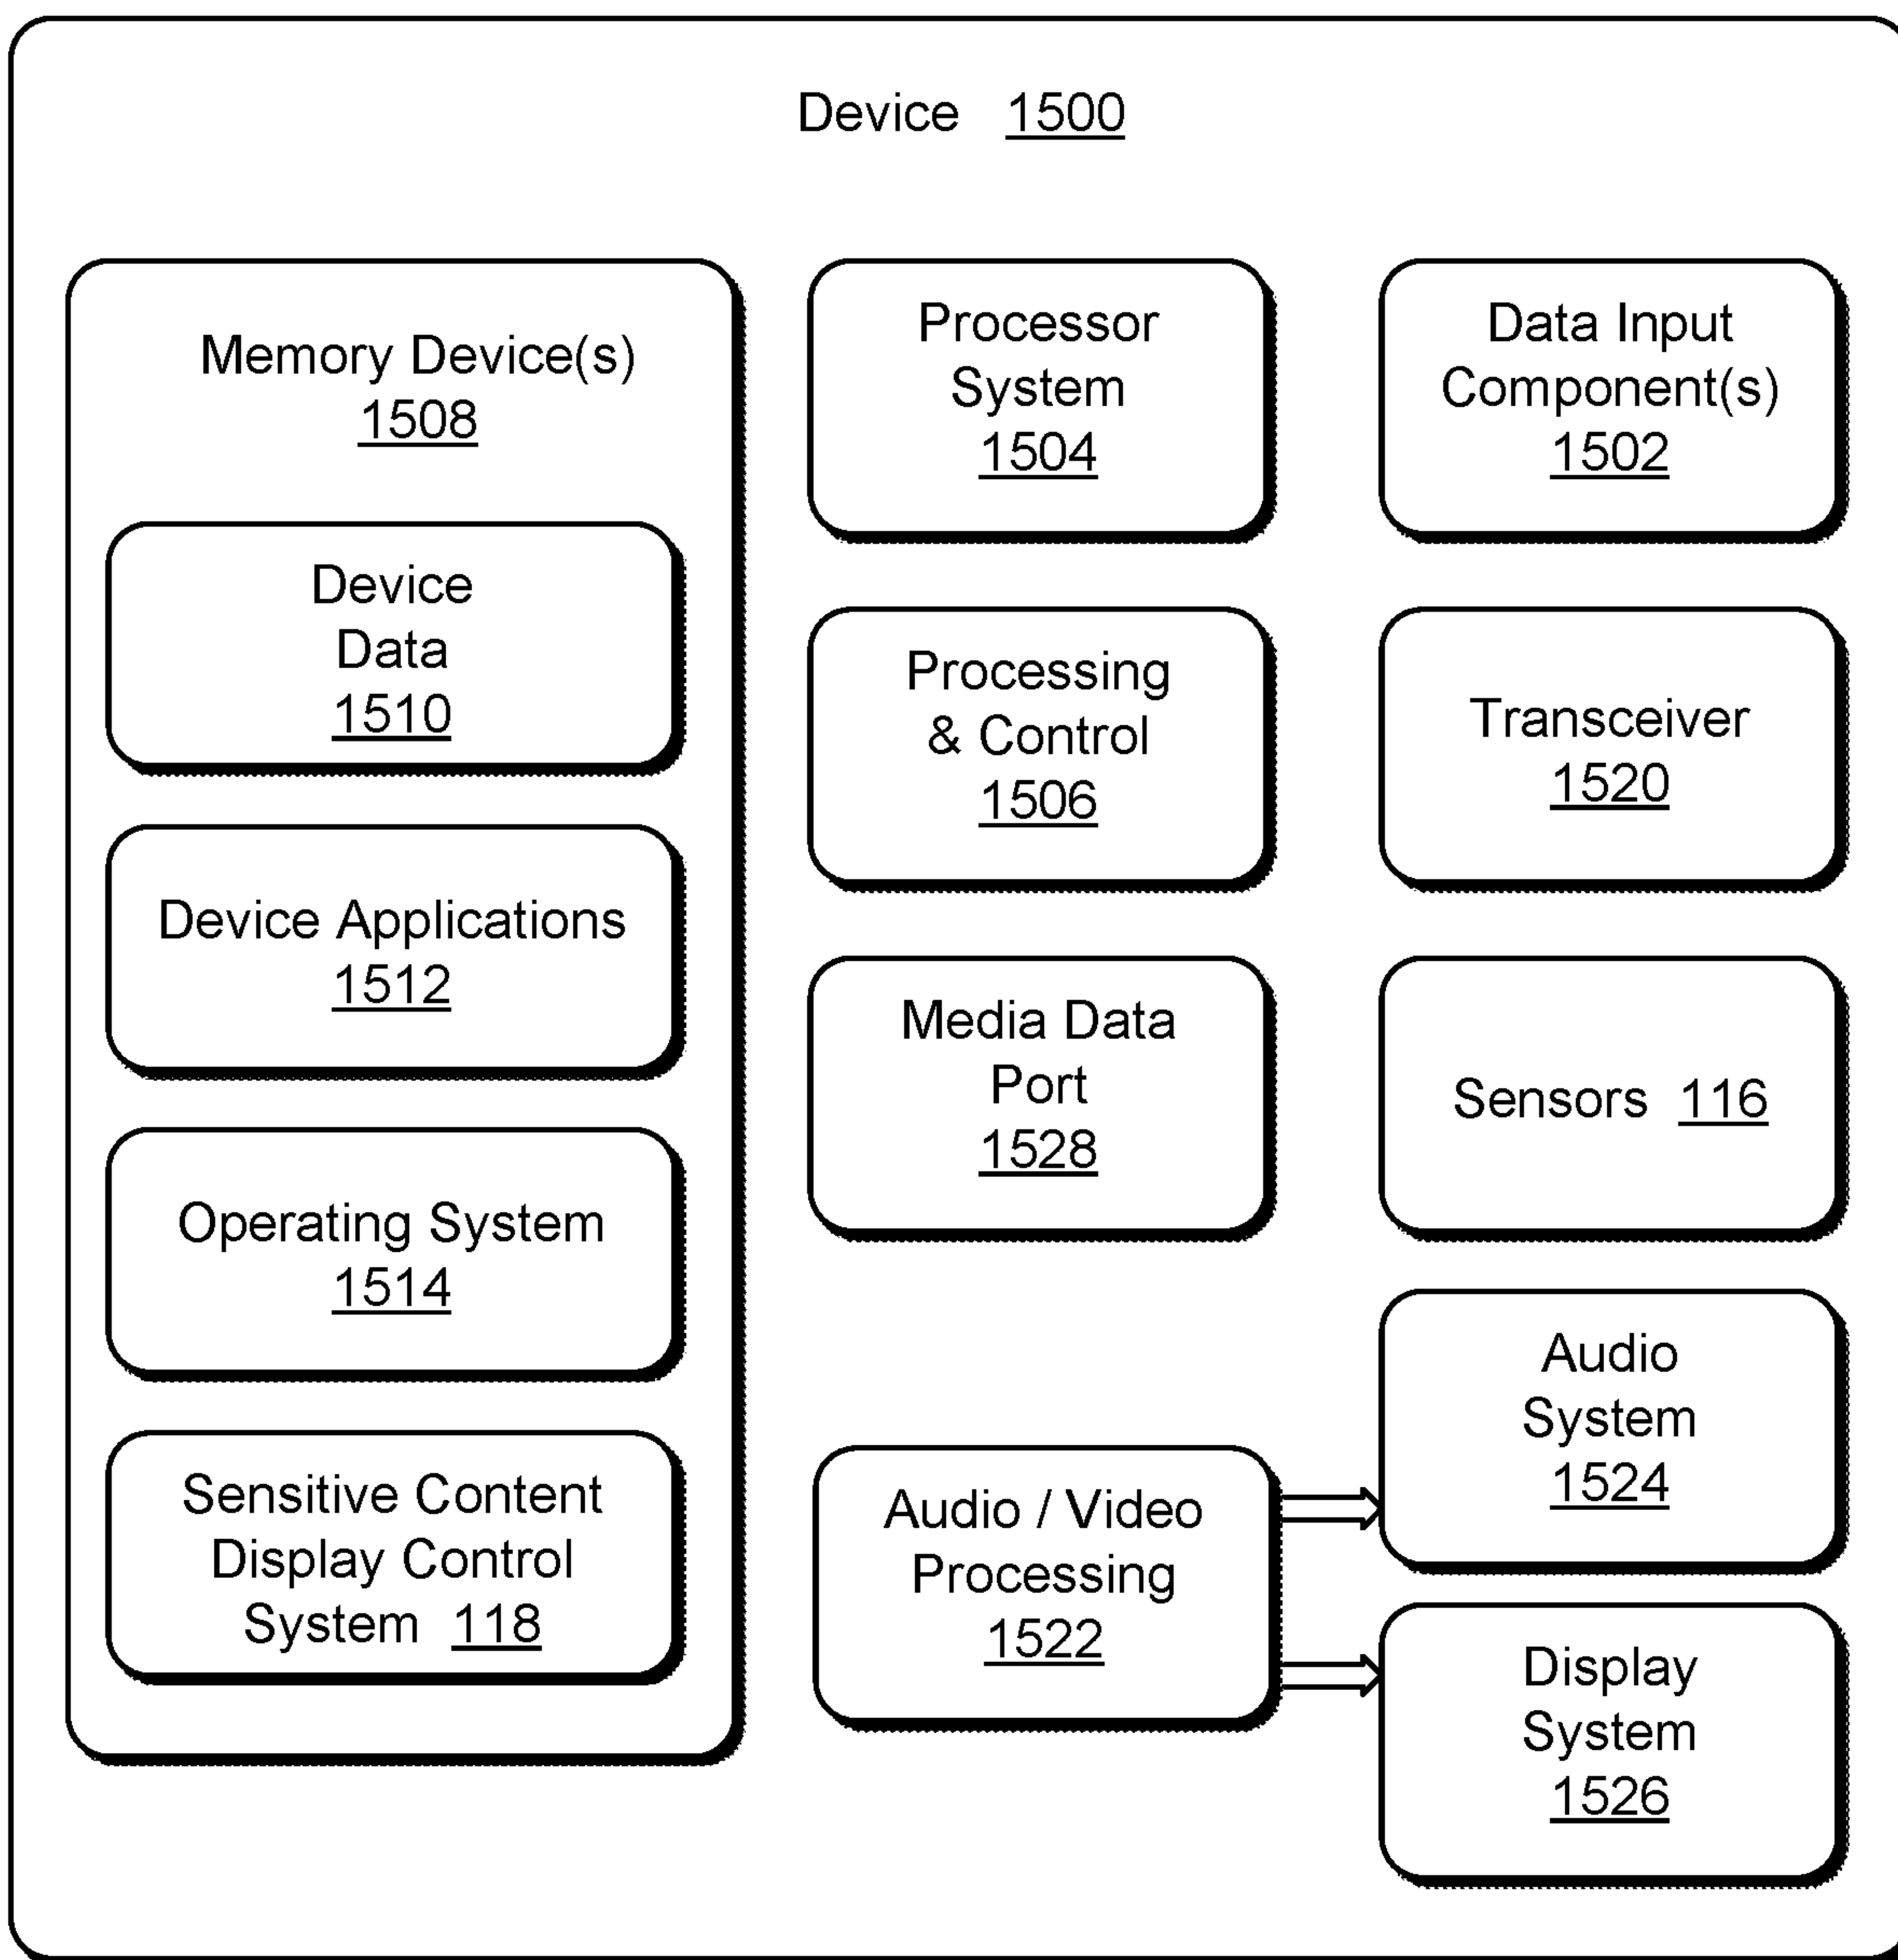 Device 1500
Memory Device(s)
1508
Device
Data
1510
Device Applications
1512
Operating System
1514
Sensitive Content
Display Control
System 118
Processor
System
1504
Processing
& Control
1506
Media Data
Port
1528
Audio / Video
Processing
1522
Data Input
Component(s)
1502
Transceiver
1520
Sensors 116
Audio
System
1524
Display
System
1526